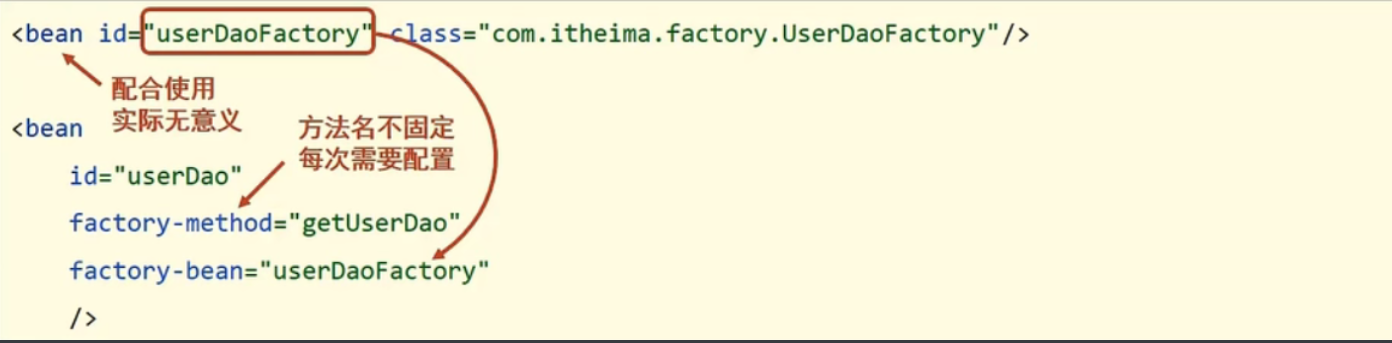 <bean id="userDaoFactory" class="com.itheima.factory.UserDaoFactory"/>
配合使用
实际无意义
<bean
方法名不固定
每次需要配置
id="userDao"
factory-method="getUserDao"
factory-bean="userDaoFactory"
/>